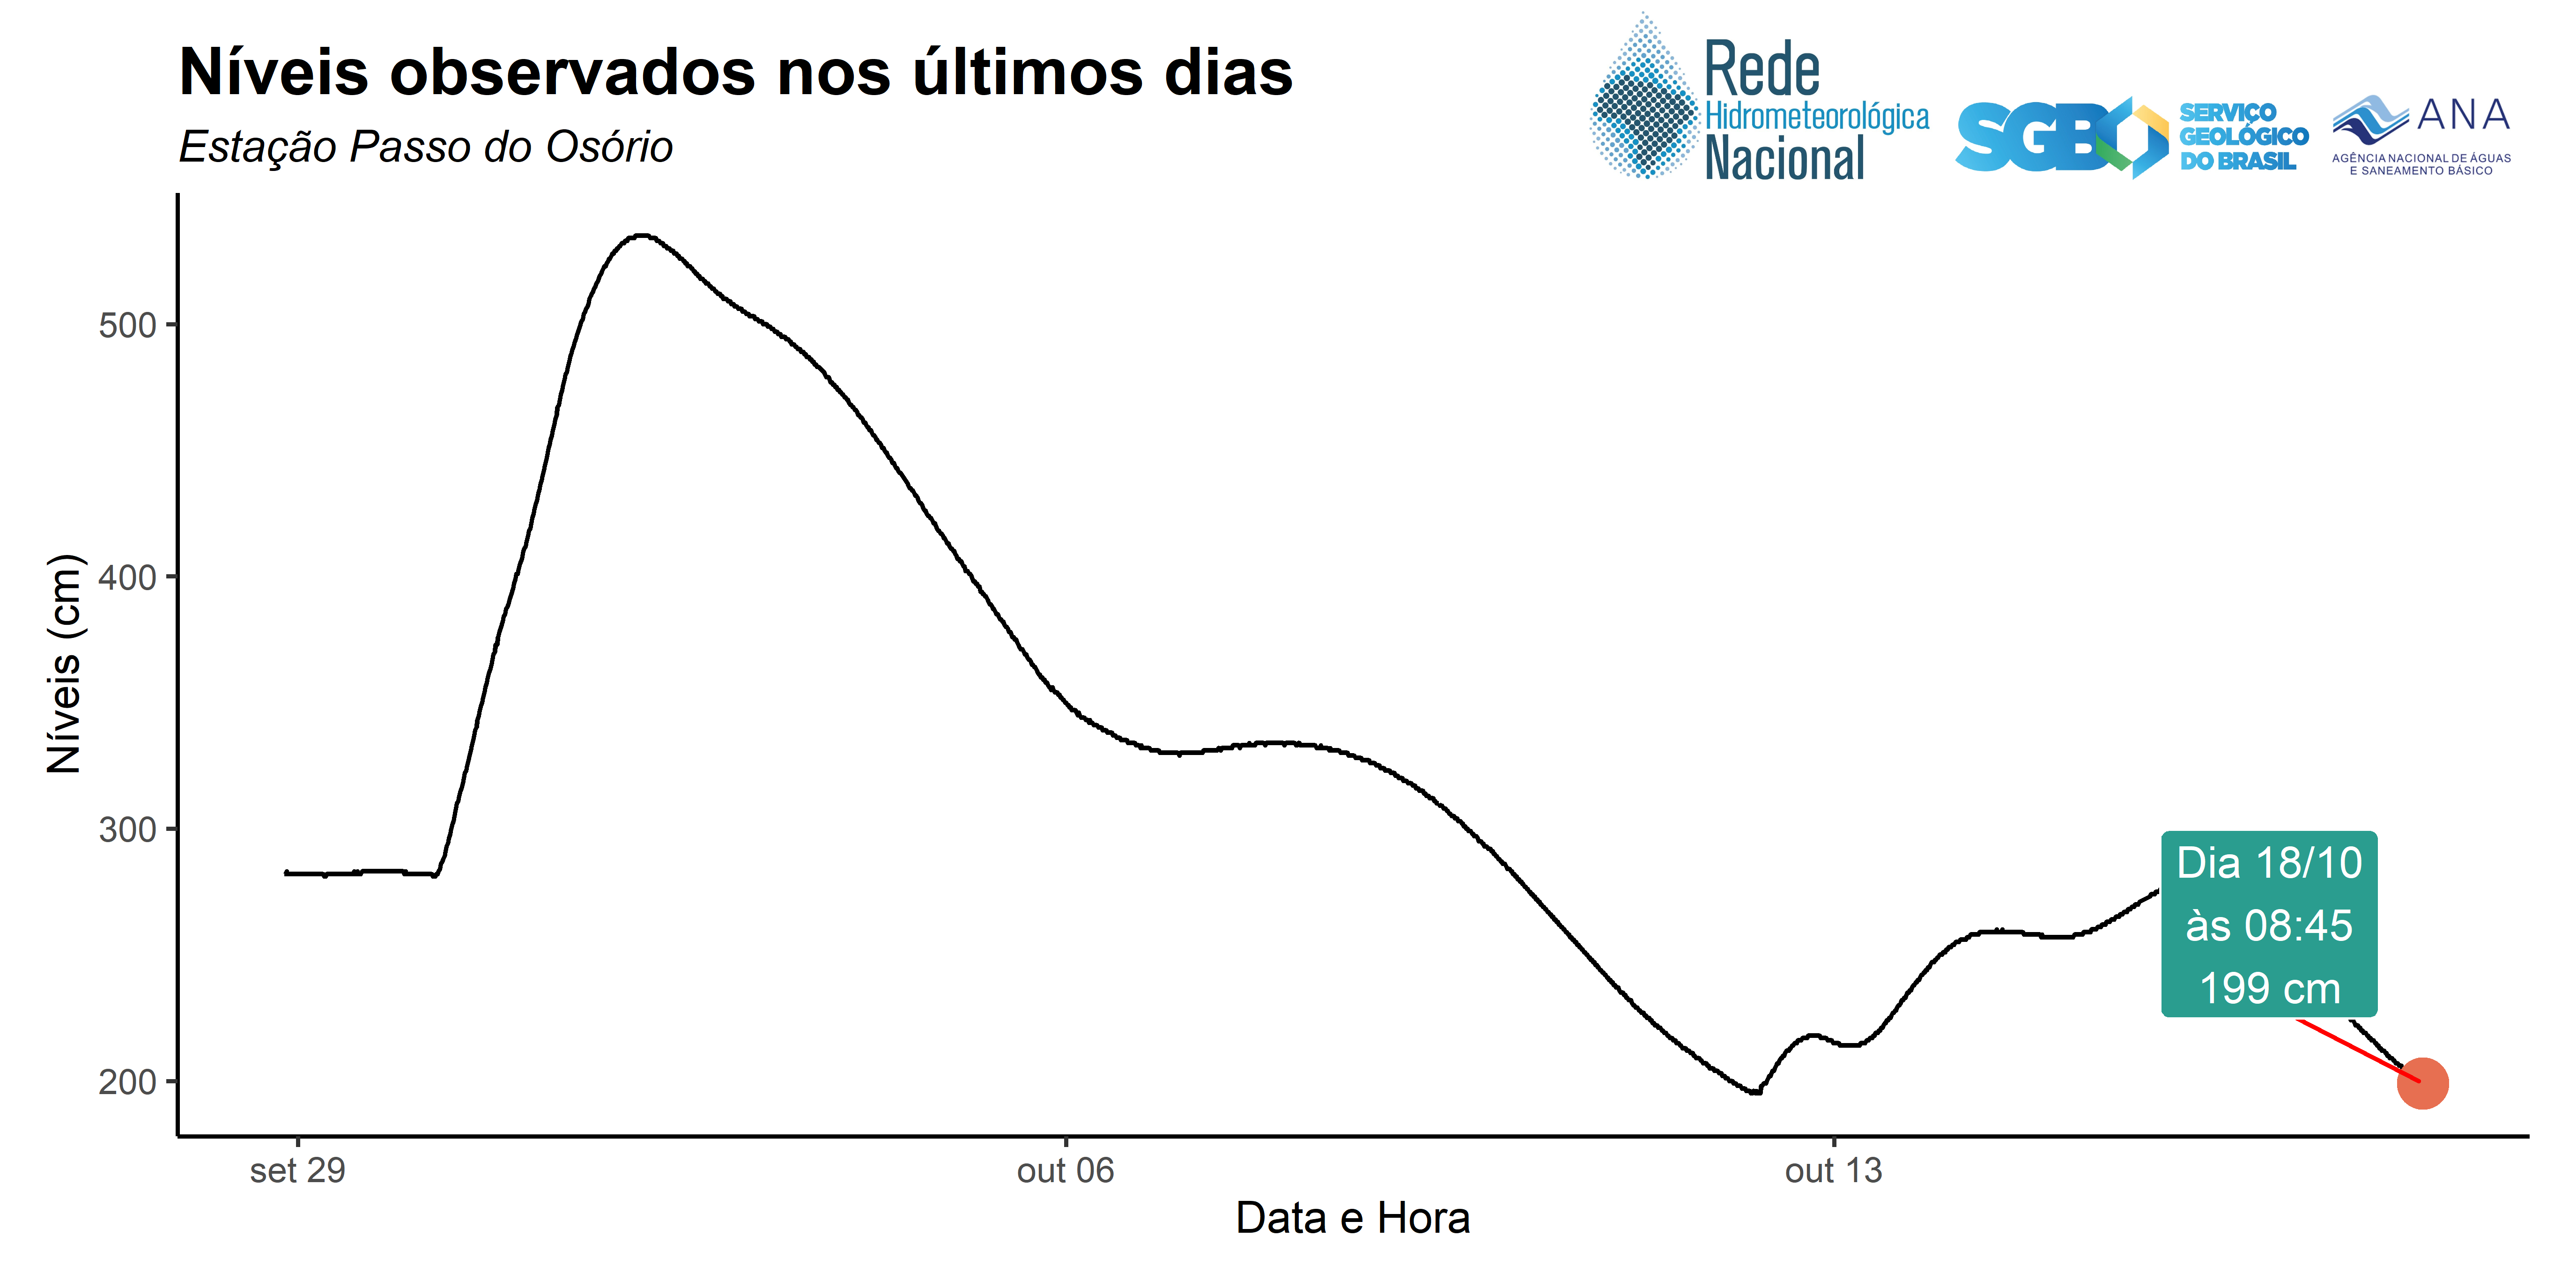 Níveis observados nos últimos dias
Estação Passo do Osório
Rede
Hidrometeorológica
Nacional
SGB
SERVIÇO
GEOLÓGICO
DO BRASIL
ANA
AGÊNCIA NACIONAL DE ÁGUAS
E SANEAMENTO BÁSICO
Níveis (cm)
500
400
300
200
Dia 18/10
às 08:45
199 cm
set 29
out 06
out 13
Data e Hora